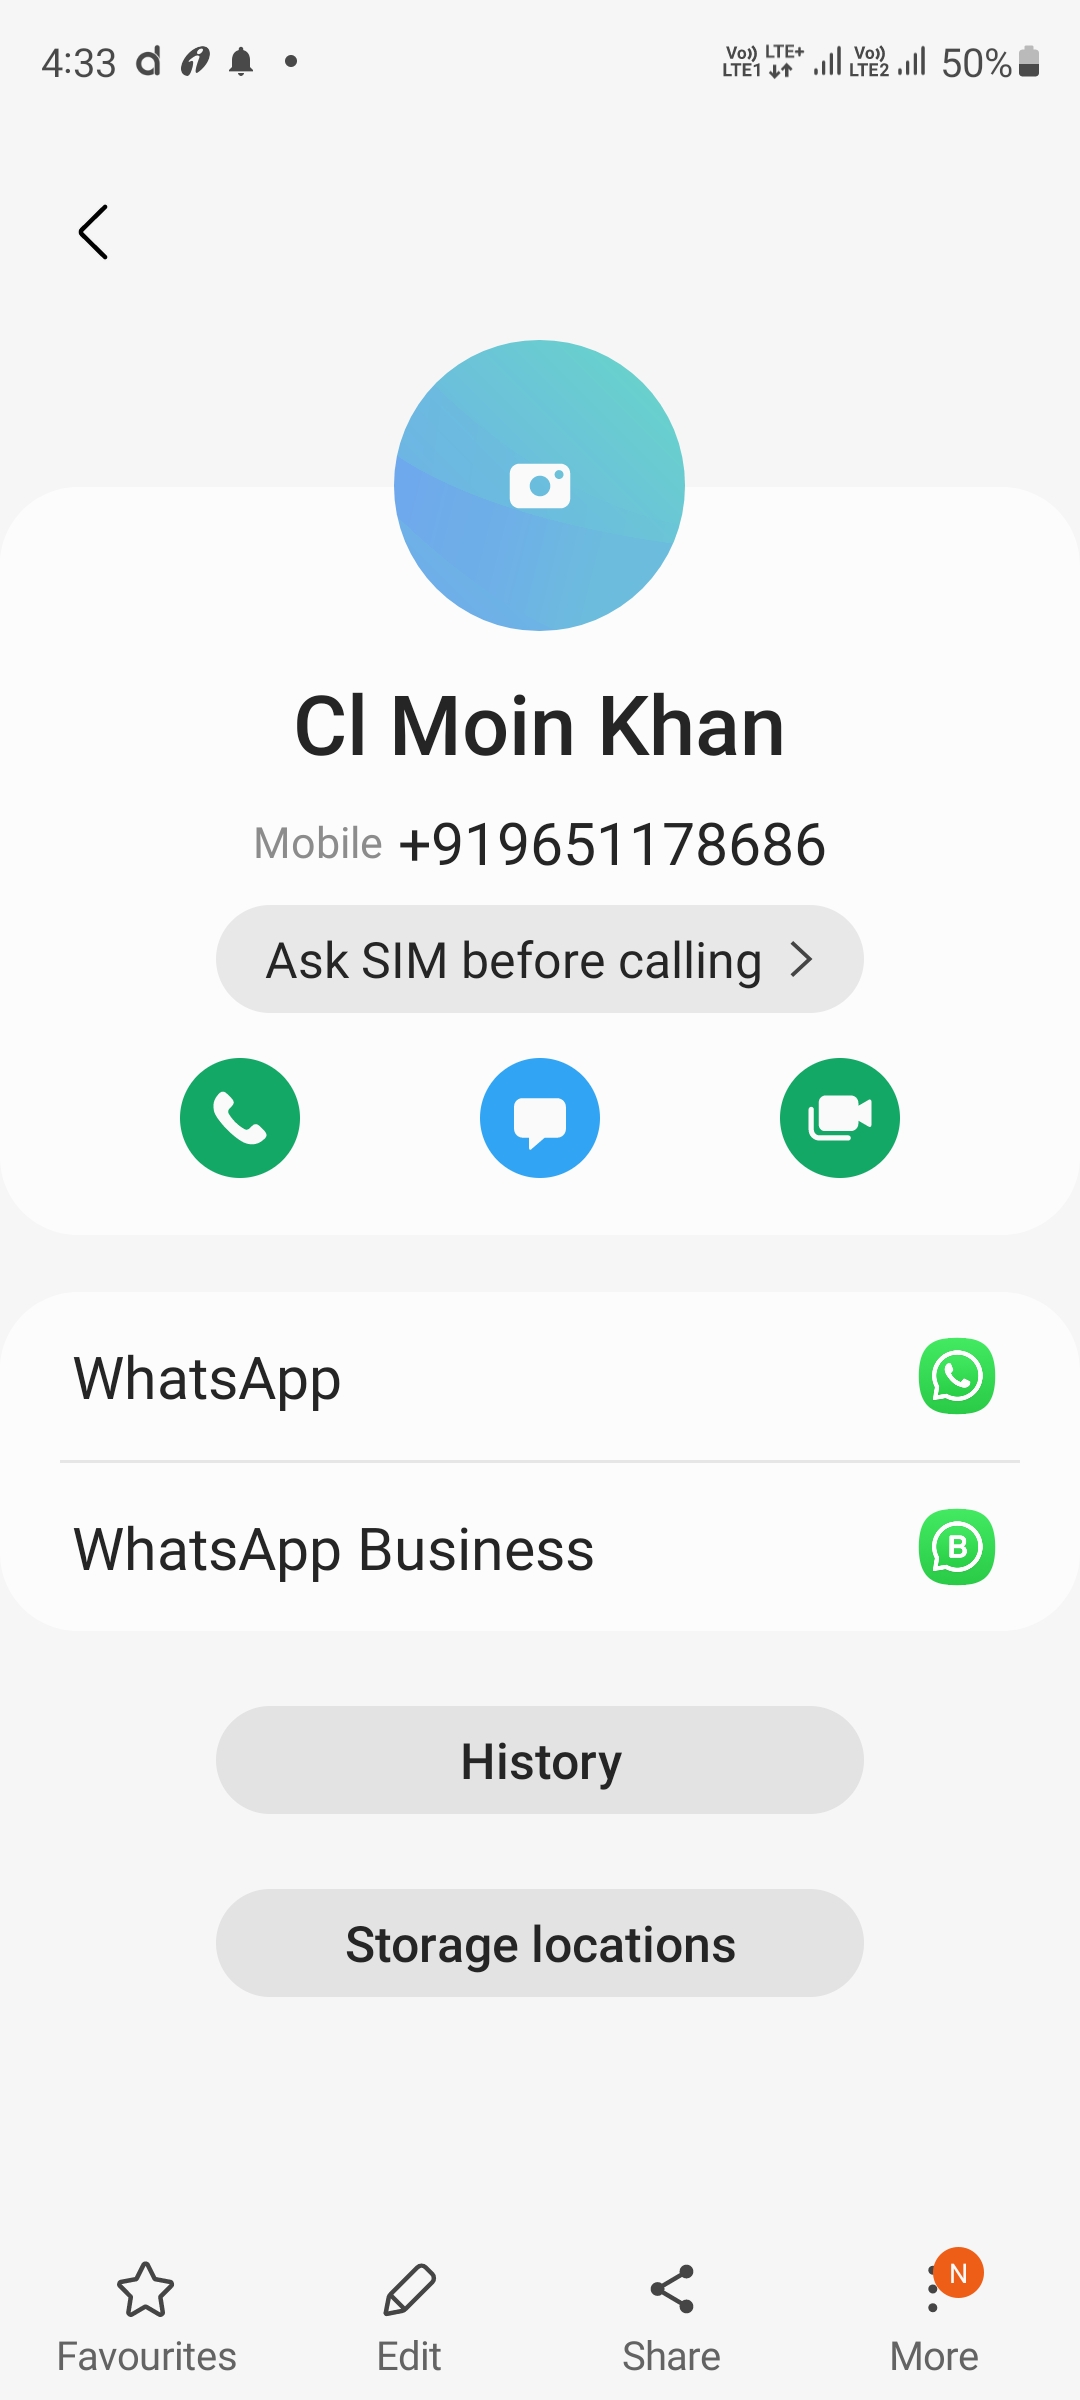 4:33
Vo)) LTE+ Vo)) 50%
LTE1 LTE2
Cl Moin Khan
Mobile +919651178686
Ask SIM before calling
WhatsApp
WhatsApp Business
B
History
Storage locations
N
Favourites Edit Share More